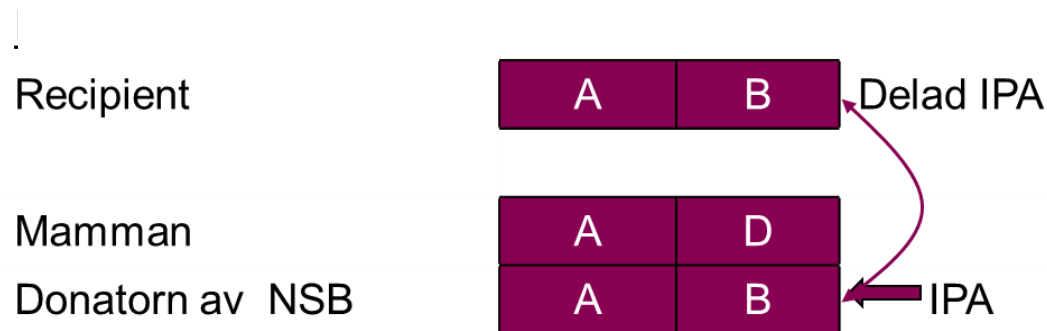 Recipient A B Delad IPA
Mamman A D
Donatorn av NSB A B IPA